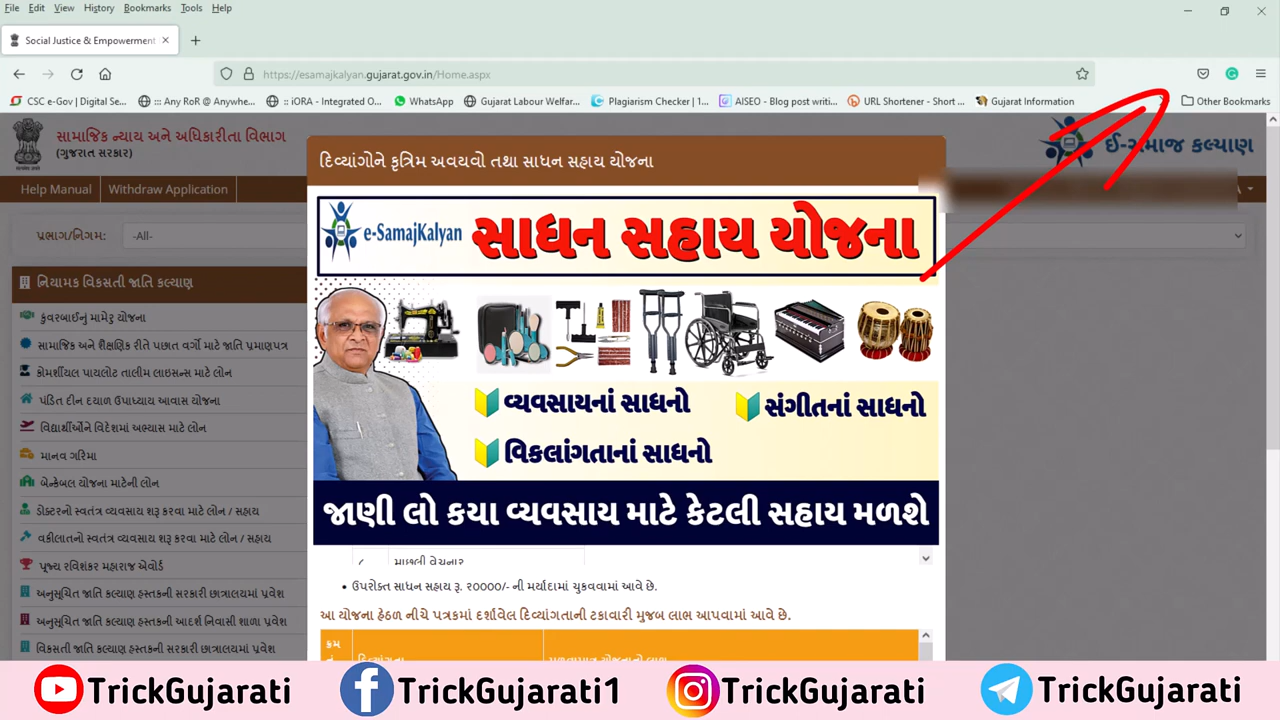 File Edit View History Bookmarks Tools Help
Social Justice & Empowerment
https://esamajkalyan.gujarat.gov.in/Home.aspx
CSC e-Gov | Digital Se... ::: Any RoR @ Anywhe... :: iORA - Integrated O... WhatsApp Gujarat Labour Welfar... Plagiarism Checker | 1... AISEO - Blog post writi... URL Shortener - Short ... Gujarat Information Other Bookmarks
સામાજિક ન્યાય અને અધિકારીતા વિભાગ
(ગુજરાત સરકાર)
ઈ-સમાજ કલ્યાણ
Help Manual Withdraw Application
પ્રભાગ/નિગમ: -All-
નિયામક વિકસતી જાતિ કલ્યાણ
કુંવરબાઈનું મામેરુ યોજના
સામાજિક અને શૈક્ષણિક રીતે પછાત વર્ગો માટે જાતિ પ્રમાણપત્ર
કોમર્શીયલ પાયલોટ તાલીમ લાઇસન્સ માટે લોન
પંડિત દીન દયાળ ઉપાધ્યાય આવાસ યોજના
વિદ્યાર્થીઓને વિદેશમાં અભ્યાસ માટે લોન
માનવ ગરિમા
બેન્કેબલ યોજના માટેની લોન
ડોક્ટરનો સ્વતંત્ર વ્યવસાય શરૂ કરવા માટે લોન / સહાય
વકીલાતનો સ્વતંત્ર વ્યવસાય શરૂ કરવા માટે લોન / સહાય
પૂજ્ય રવિશંકર મહારાજ એવોર્ડ
અનુસૂચિત જાતિ કલ્યાણ હસ્તકની સરકારી છાત્રાલયમાં પ્રવેશ
અનુસૂચિત જાતિ કલ્યાણ હસ્તકની આદર્શ નિવાસી શાળા પ્રવેશ
વિકસતી જાતિ કલ્યાણ હસ્તકની સરકારી છાત્રાલયમાં પ્રવેશ
દિવ્યાંગોને કૃત્રિમ અવયવો તથા સાધન સહાય યોજના
e-SamajKalyan સાધન સહાય યોજના
વ્યવસાયનાં સાધનો સંગીતનાં સાધનો
વિકલાંગતાનાં સાધનો
જાણી લો કયા વ્યવસાય માટે કેટલી સહાય મળશે
માછલી વેચનાર
• ઉપરોક્ત સાધન સહાય રૂ. ૨૦૦૦૦/- ની મર્યાદામાં ચુકવવામાં આવે છે.
આ યોજના હેઠળ નીચે પત્રકમાં દર્શાવેલ દિવ્યાંગતાની ટકાવારી મુજબ લાભ આપવામાં આવે છે.
ક્રમ
TrickGujarati TrickGujarati1 TrickGujarati TrickGujarati